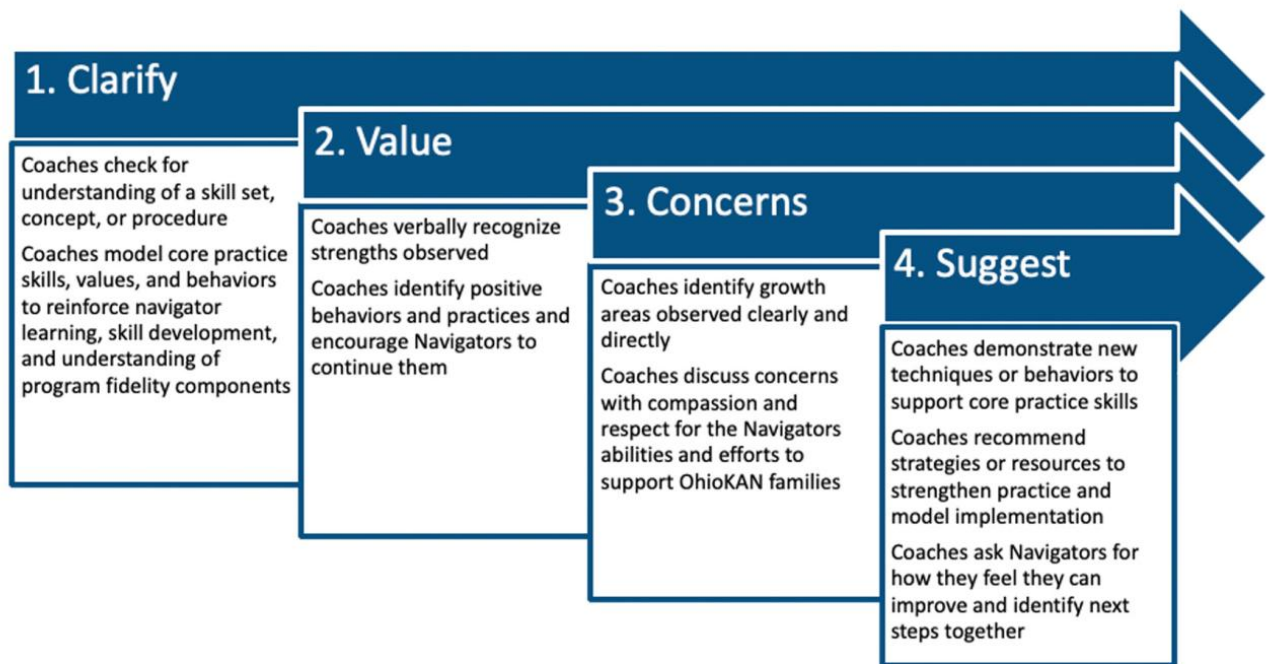 1. Clarify
Coaches check for
understanding of a skill set,
concept, or procedure
Coaches model core practice
skills, values, and behaviors
to reinforce navigator
learning, skill development,
and understanding of
program fidelity components
2. Value
Coaches verbally recognize
strengths observed
Coaches identify positive
behaviors and practices and
encourage Navigators to
continue them
3. Concerns
Coaches identify growth
areas observed clearly and
directly
Coaches discuss concerns
with compassion and
respect for the Navigators
abilities and efforts to
support OhioKAN families
4. Suggest
Coaches demonstrate new
techniques or behaviors to
support core practice skills
Coaches recommend
strategies or resources to
strengthen practice and
model implementation
Coaches ask Navigators for
how they feel they can
improve and identify next
steps together